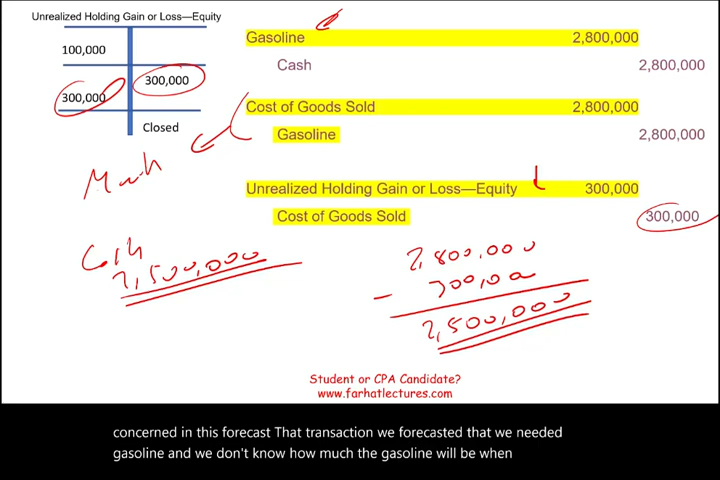 Unrealized Holding Gain or Loss—Equity
100,000
300,000
300,000
Closed
Gasoline 2,800,000
Cash 2,800,000
Cost of Goods Sold 2,800,000
Gasoline 2,800,000
Unrealized Holding Gain or Loss—Equity 300,000
Cost of Goods Sold 300,000
2,500,000
2,800,000
- 300,00
2,500,000
Student or CPA Candidate?
www.farhatlectures.com
concerned in this forecast That transaction we forecasted that we needed
gasoline and we don't know how much the gasoline will be when